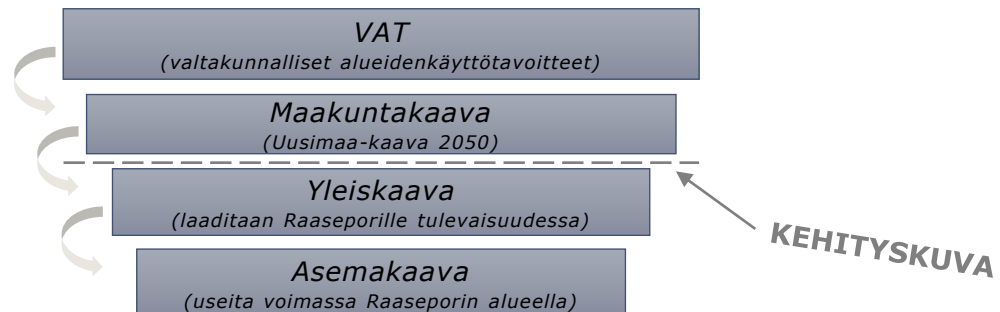 VAT
(valtakunnalliset alueidenkäyttötavoitteet)
Maakuntakaava
(Uusimaa-kaava 2050)
Yleiskaava
(laaditaan Raaseporille tulevaisuudessa)
KEHITYSKUVA
Asemakaava
(useita voimassa Raaseporin alueella)